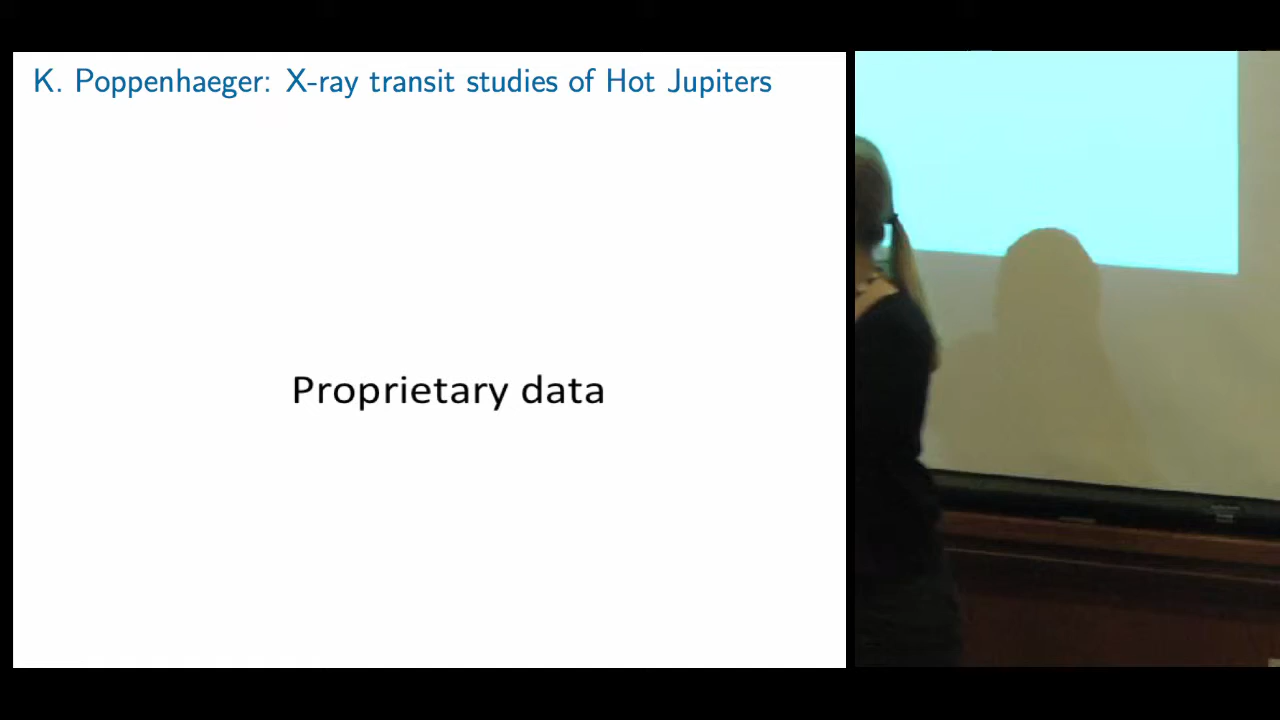 K. Poppenhaeger: X-ray transit studies of Hot Jupiters
Proprietary data